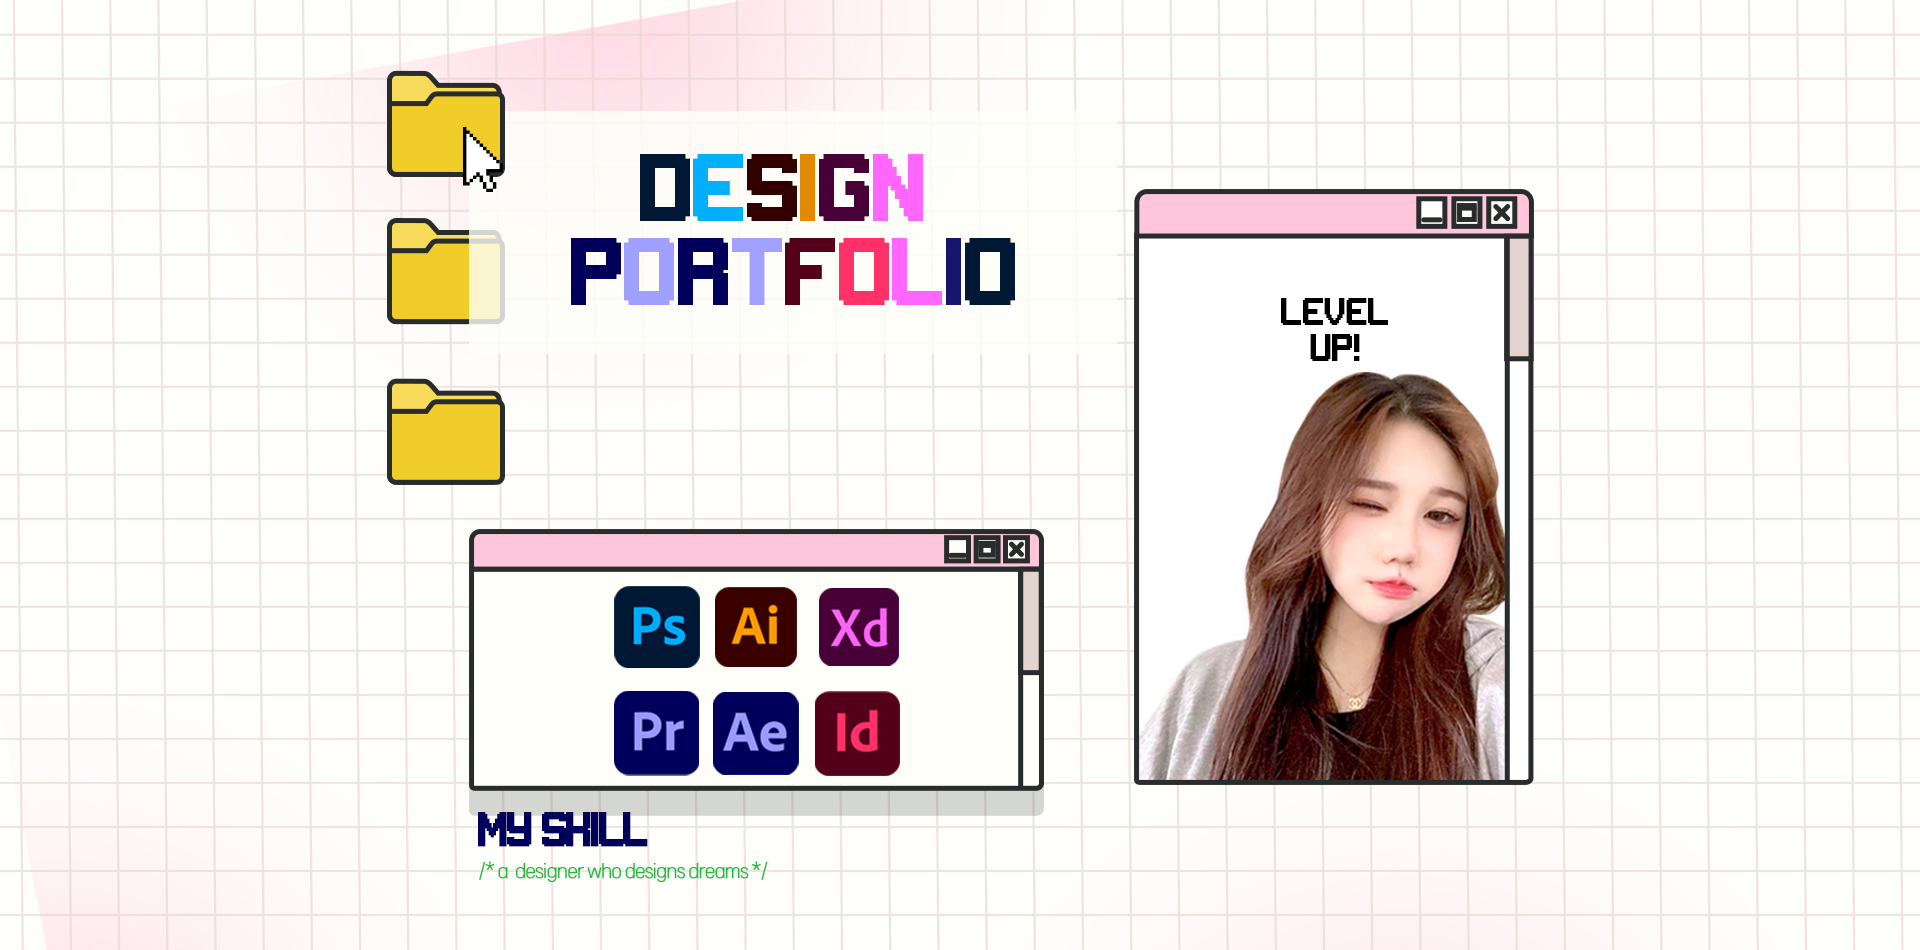 DESIGN
PORTFOLIO
LEVEL
UP!
Ps Ai Xd
Pr Ae Id
MY SKILL
/* a designer who designs dreams */